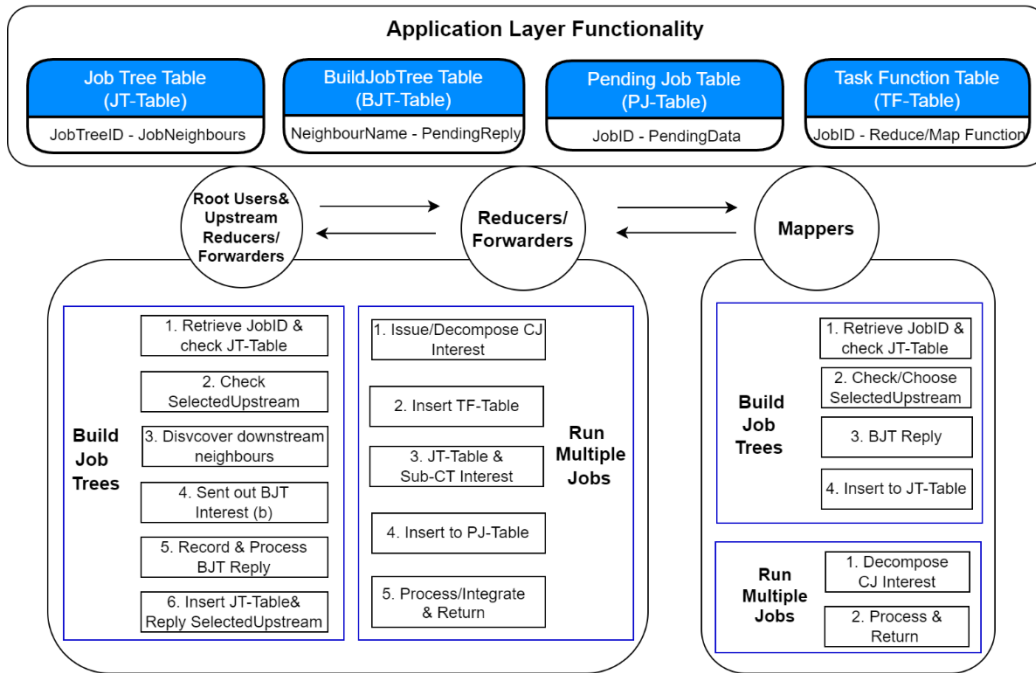 Application Layer Functionality
Job Tree Table
(JT-Table)
JobTreeID - JobNeighbours
BuildJobTree Table
(BJT-Table)
NeighbourName - PendingReply
Pending Job Table
(PJ-Table)
JobID - PendingData
Task Function Table
(TF-Table)
JobID - Reduce/Map Function
Root Users&
Upstream
Reducers/
Forwarders
Reducers/
Forwarders
Mappers
Build
Job
Trees
1. Retrieve JobID &
check JT-Table
2. Check
SelectedUpstream
3. Disvcover downstream
neighbours
4. Sent out BJT
Interest (b)
5. Record & Process
BJT Reply
6. Insert JT-Table&
Reply SelectedUpstream
1. Issue/Decompose CJ
Interest
2. Insert TF-Table
3. JT-Table &
Sub-CT Interest
4. Insert to PJ-Table
5. Process/Integrate
& Return
Run
Multiple
Jobs
Build
Job
Trees
1. Retrieve JobID &
check JT-Table
2. Check/Choose
SelectedUpstream
3. BJT Reply
4. Insert to JT-Table
Run
Multiple
Jobs
1. Decompose
CJ Interest
2. Process &
Return